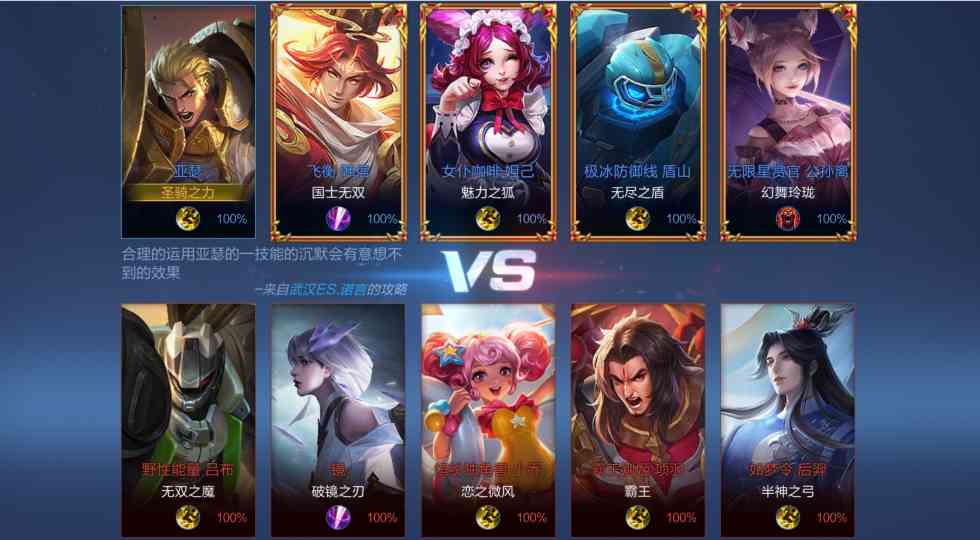 亚瑟
圣骑之力
100%
飞衡 韩信
国士无双
100%
女仆咖啡 妲己
魅力之狐
100%
极冰防御线 盾山
无尽之盾
100%
无限星赏官 公孙离
幻舞玲珑
100%
合理的运用亚瑟的一技能的沉默会有意想不
到的效果
—来自武汉ES.诺言的攻略
VS
野性能量 吕布
无双之魔
100%
镜
破镜之刃
100%
小乔
恋之微风
100%
项羽
霸王
100%
如梦令 后羿
半神之弓
100%